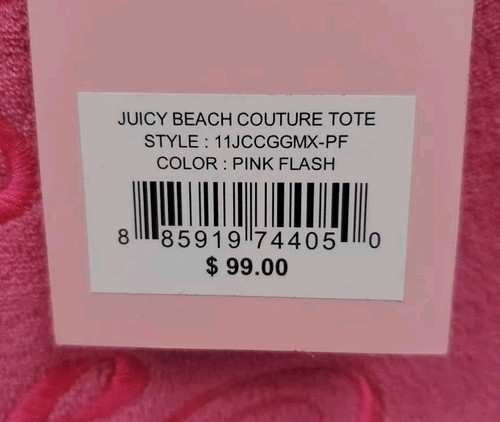 JUICY BEACH COUTURE TOTE
STYLE : 11JCCGGMX-PF
COLOR : PINK FLASH
8 85919 74405 0
$ 99.00